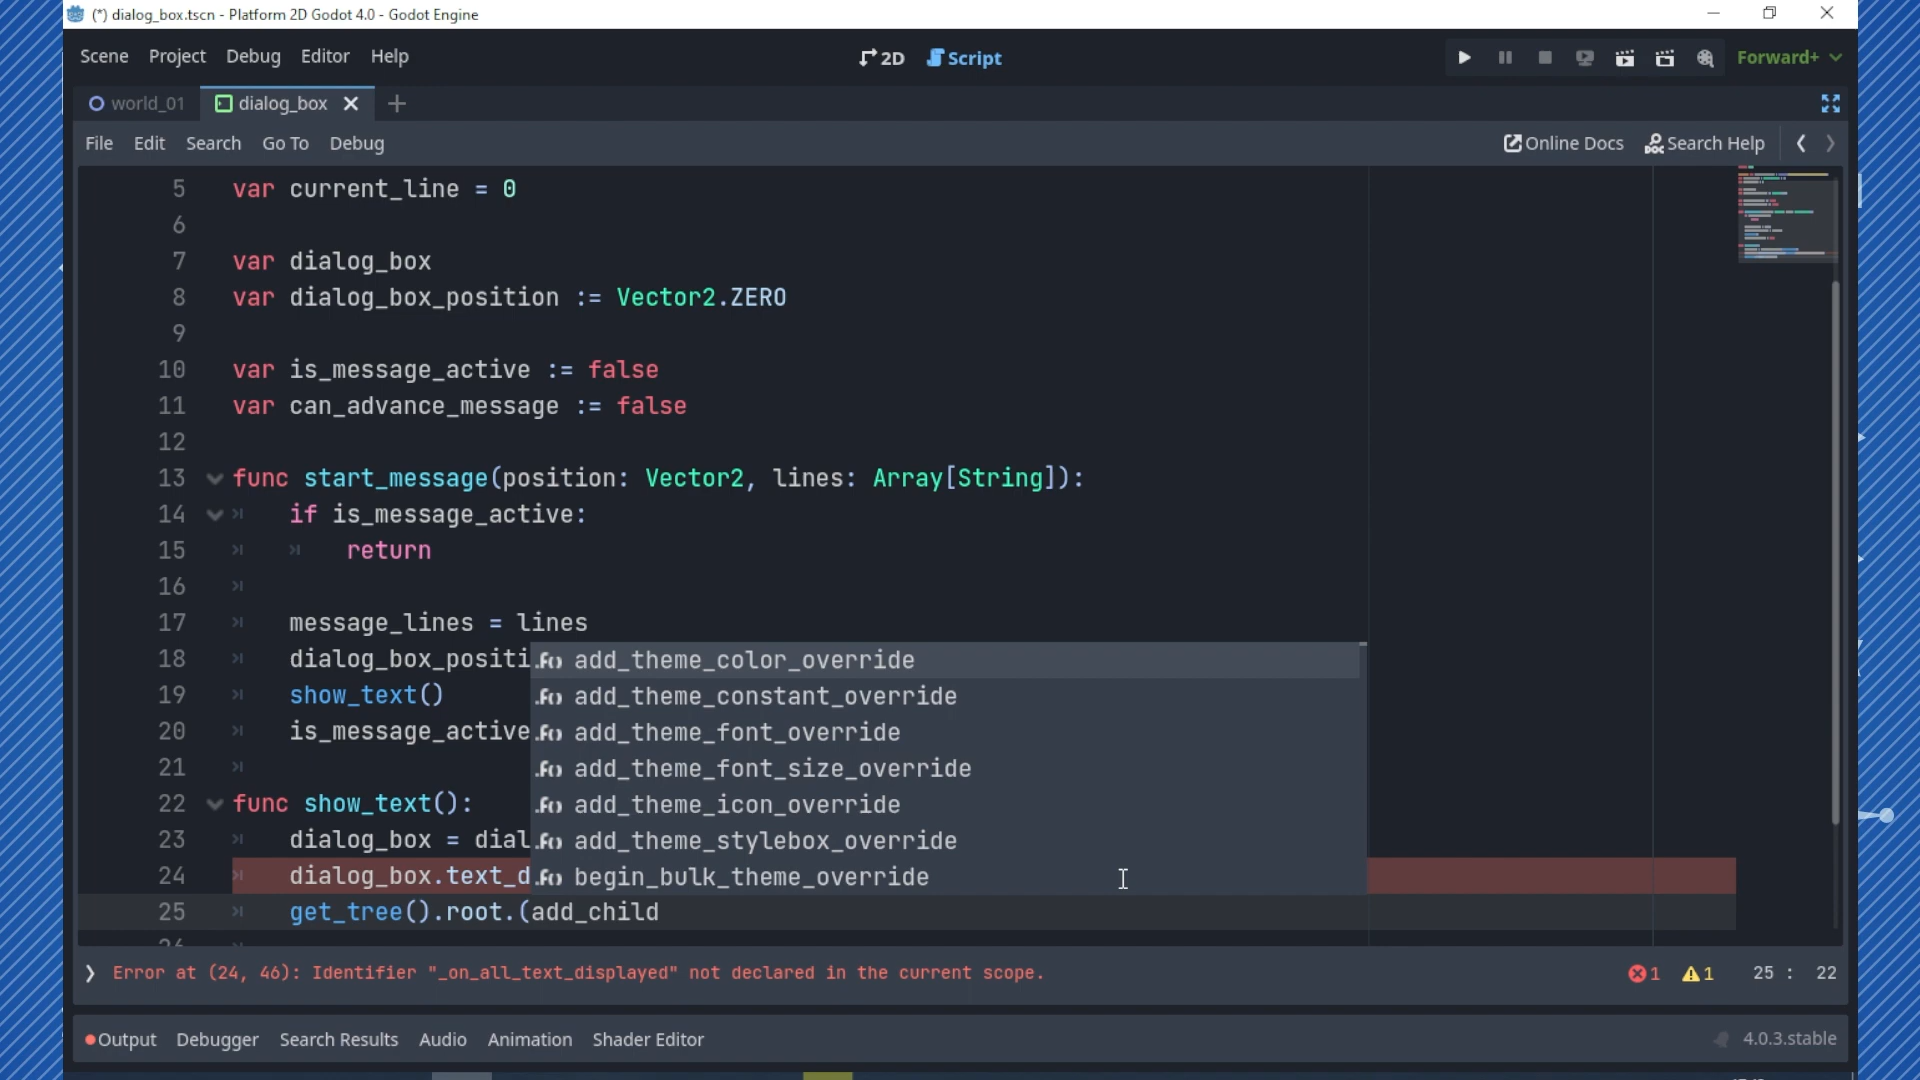 (*) dialog_box.tscn - Platform 2D Godot 4.0 - Godot Engine
Scene Project Debug Editor Help 2D Script Forward+
world_01 dialog_box
File Edit Search Go To Debug Online Docs Search Help
5 var current_line = 0
6
7 var dialog_box
8 var dialog_box_position := Vector2.ZERO
9
10 var is_message_active := false
11 var can_advance_message := false
12
13 func start_message(position: Vector2, lines: Array[String]):
14 if is_message_active:
15 return
16
17 message_lines = lines
18 dialog_box_positi
add_theme_color_override
add_theme_constant_override
19 show_text()
add_theme_font_override
20 is_message_active
add_theme_font_size_override
21
add_theme_icon_override
22 func show_text():
add_theme_stylebox_override
23 dialog_box = dial
begin_bulk_theme_override
24 dialog_box.text_d
25 get_tree().root.(add_child
26
Error at (24, 46): Identifier "_on_all_text_displayed" not declared in the current scope. 1 1 25 : 22
Output Debugger Search Results Audio Animation Shader Editor 4.0.3.stable